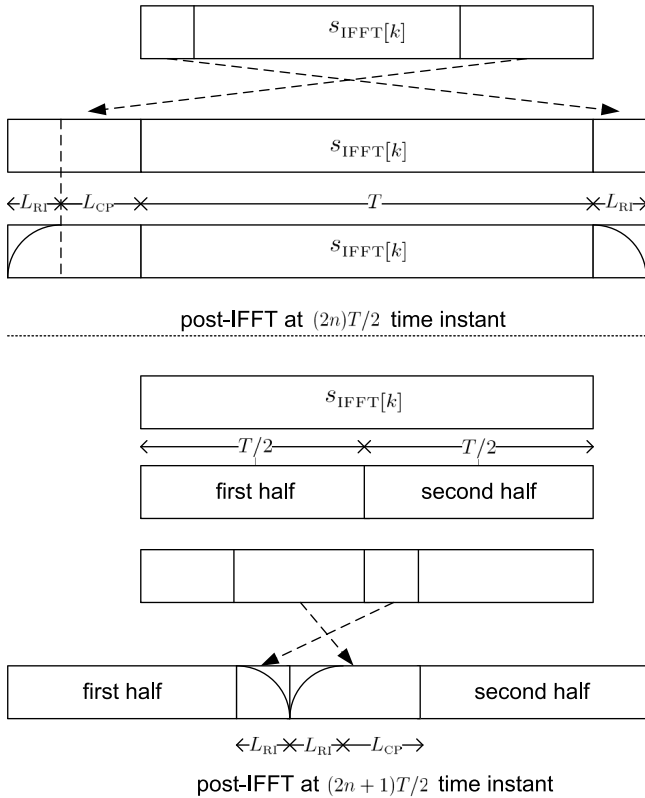 s_IFFT[k]
s_IFFT[k]
L_RI L_CP T L_RI
s_IFFT[k]
post-IFFT at (2n)T/2 time instant
s_IFFT[k]
T/2 T/2
first half second half
first half second half
L_RI L_RI L_CP
post-IFFT at (2n + 1)T/2 time instant